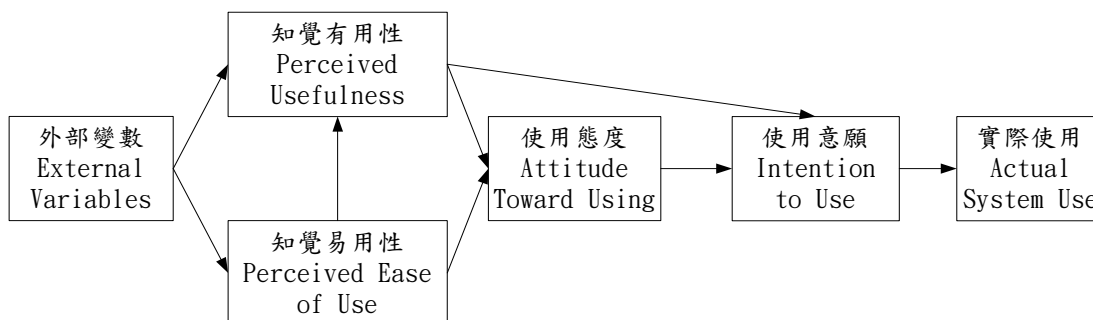 外部變數
External
Variables
知覺有用性
Perceived
Usefulness
知覺易用性
Perceived Ease
of Use
使用態度
Attitude
Toward Using
使用意願
Intention
to Use
實際使用
Actual
System Use